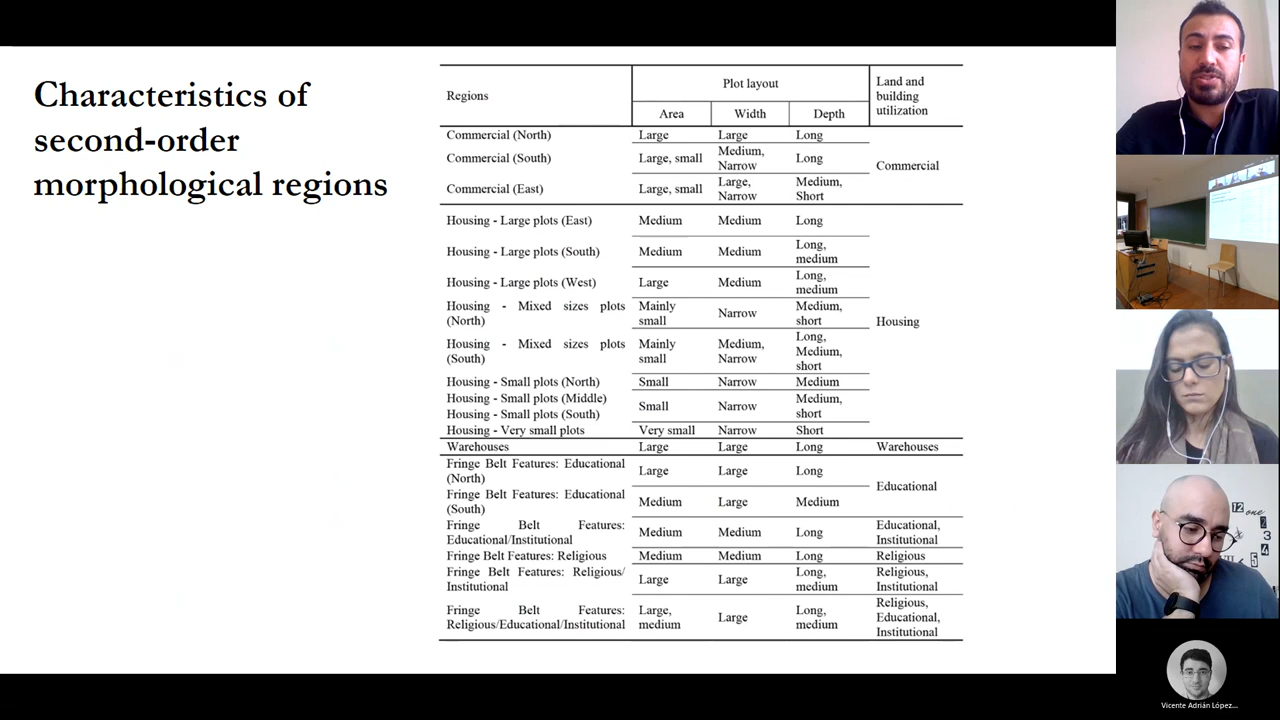 Characteristics of
second-order
morphological regions
Regions
Plot layout
Land and
building
utilization
Area Width Depth
Commercial (North) Large Large Long
Commercial (South) Large, small Medium,
Narrow Long
Commercial
Commercial (East) Large, small Large,
Narrow Medium,
Short
Housing - Large plots (East) Medium Medium Long
Housing - Large plots (South) Medium Medium Long,
medium
Housing - Large plots (West) Large Medium Long,
medium
Housing - Mixed sizes plots
(North) Mainly
small Narrow Medium,
short
Housing
Housing - Mixed sizes plots
(South) Mainly
small Medium,
Narrow Long,
Medium,
short
Housing - Small plots (North) Small Narrow Medium
Housing - Small plots (Middle)
Housing - Small plots (South)
Small Narrow Medium,
short
Housing - Very small plots Very small Narrow Short
Warehouses Large Large Long Warehouses
Fringe Belt Features: Educational
(North) Large Large Long
Educational
Fringe Belt Features: Educational
(South) Medium Large Medium
Fringe Belt Features:
Educational/Institutional Medium Medium Long Educational,
Institutional
Fringe Belt Features: Religious Medium Medium Long Religious
Fringe Belt Features: Religious/
Institutional Large Large Long,
medium Religious,
Institutional
Fringe Belt Features:
Religious/Educational/Institutional Large,
medium Large Long,
medium Religious,
Educational,
Institutional
12 one
2
3
4
5
Vicente Adrián López...